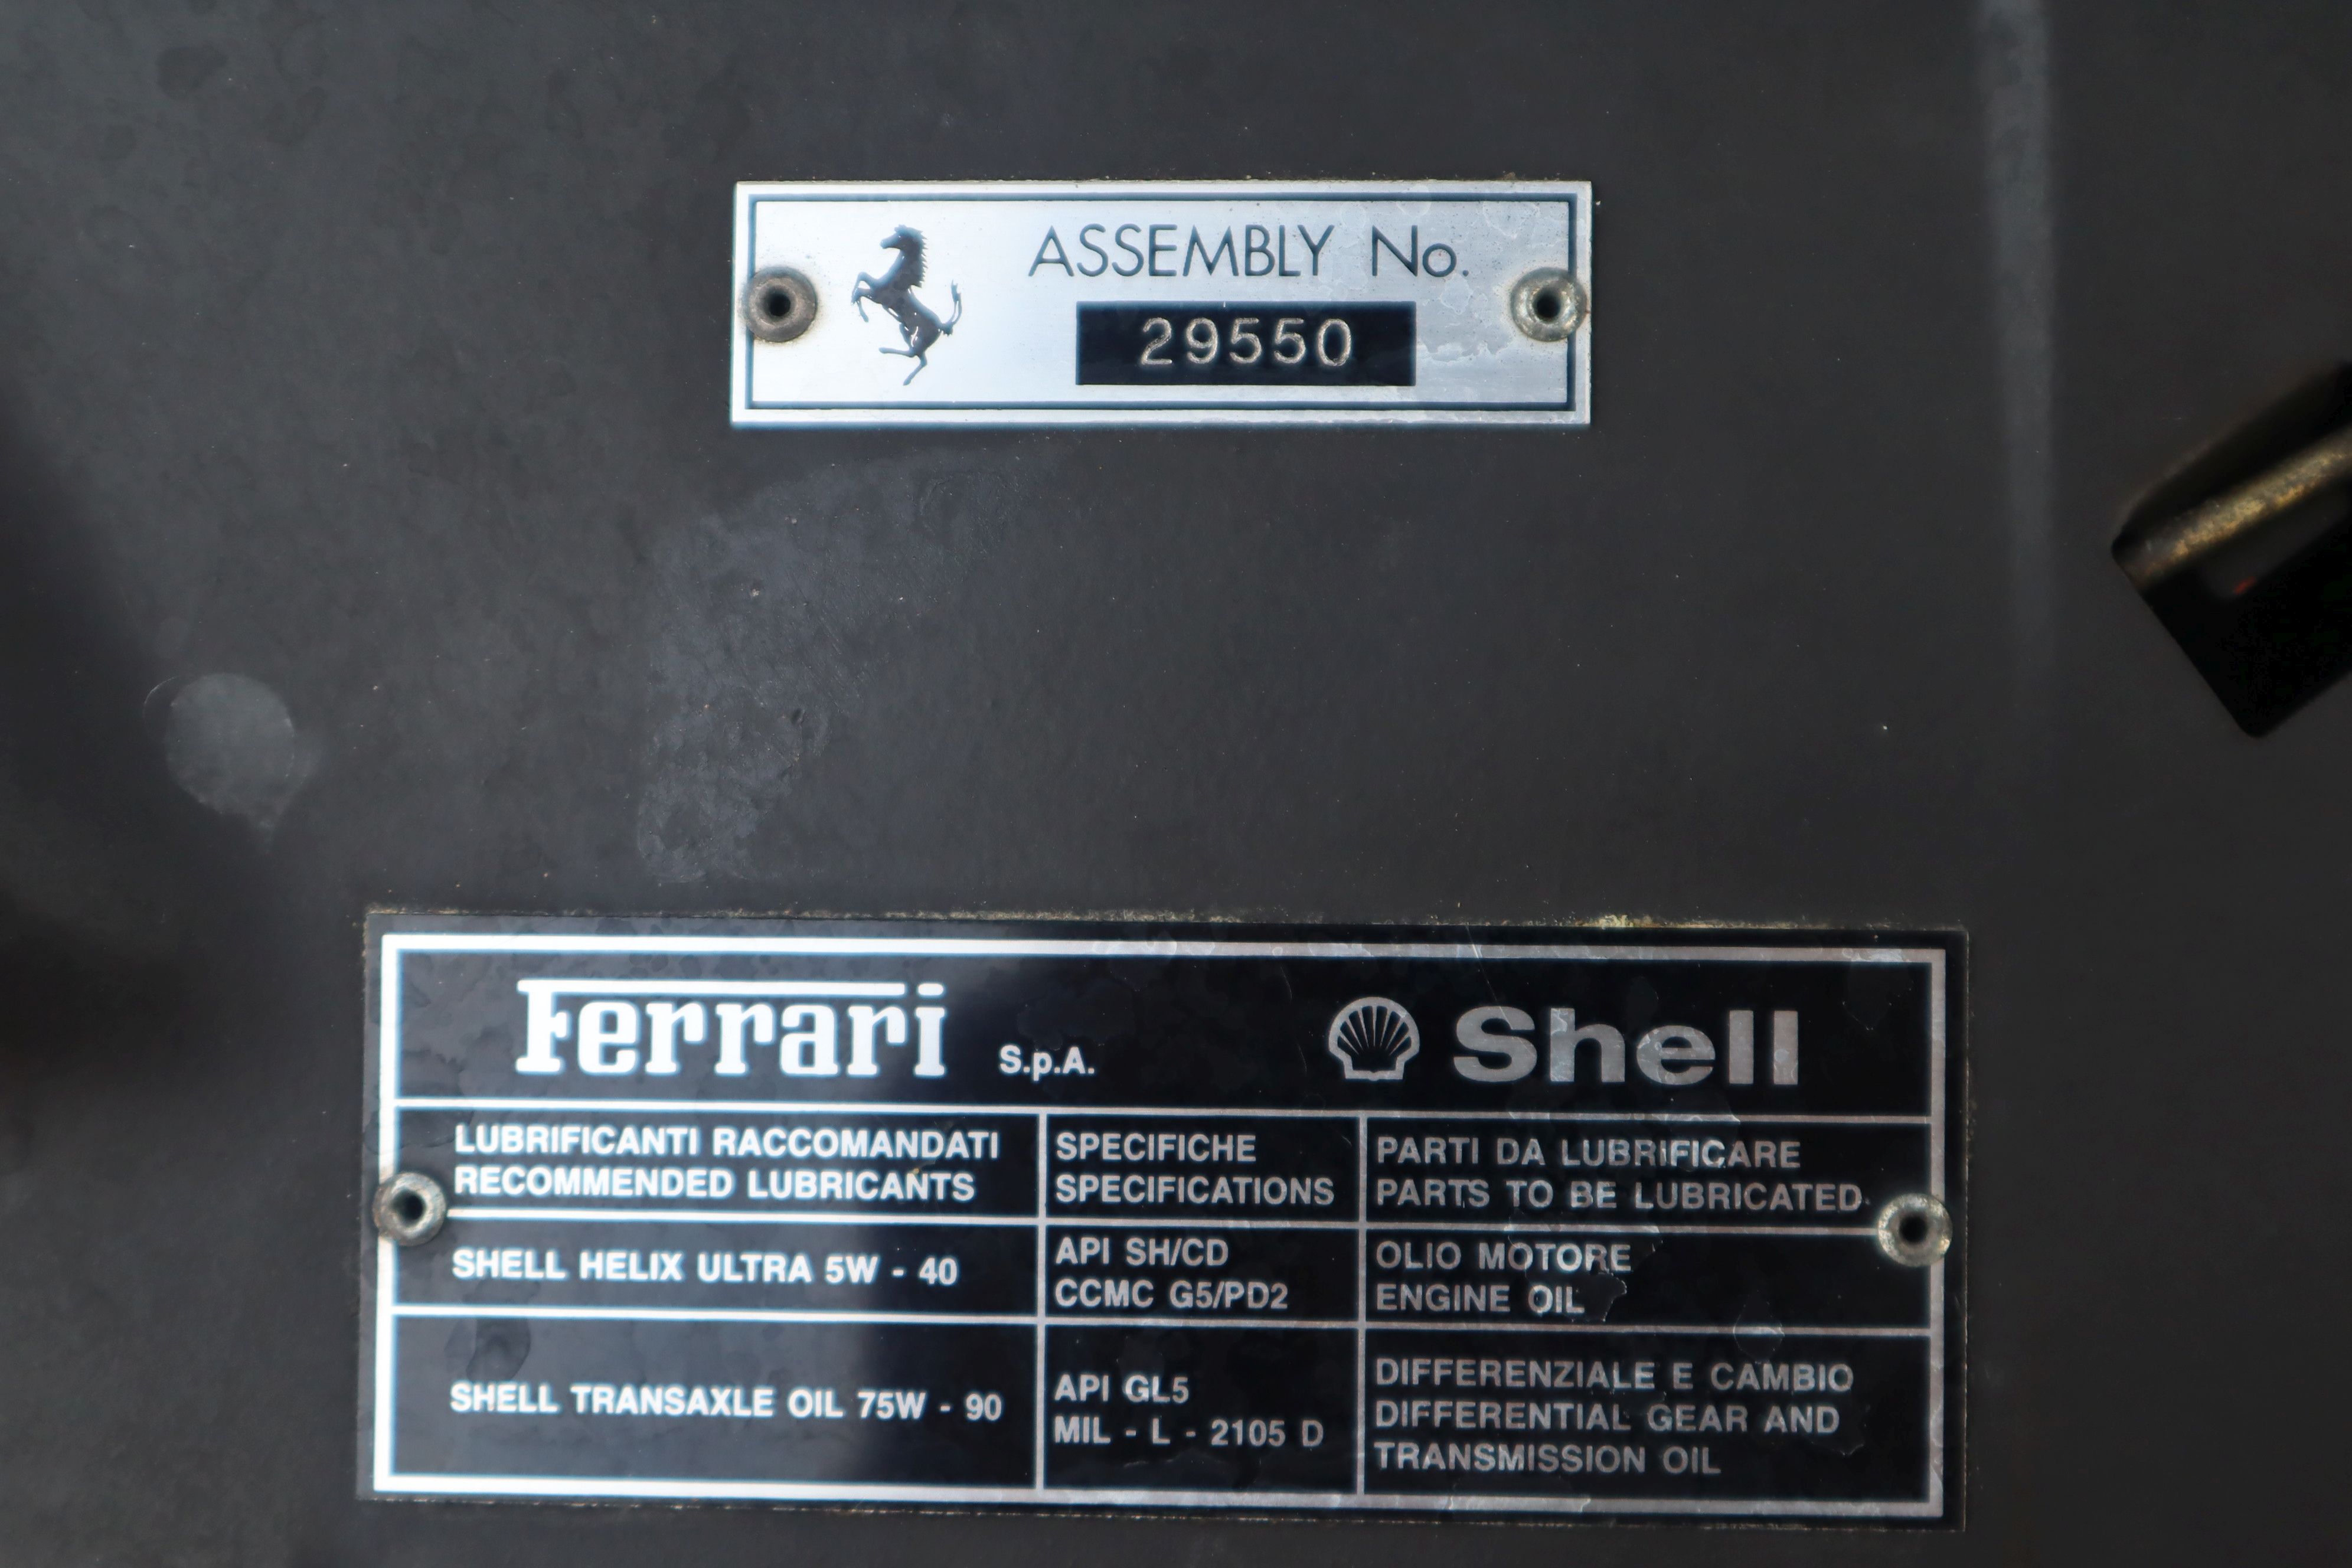 ASSEMBLY No.
29550
Ferrari S.p.A. Shell
LUBRIFICANTI RACCOMANDATI
RECOMMENDED LUBRICANTS
SPECIFICHE
SPECIFICATIONS
PARTI DA LUBRIFICARE
PARTS TO BE LUBRICATED
SHELL HELIX ULTRA 5W - 40
API SH/CD
CCMC G5/PD2
OLIO MOTORE
ENGINE OIL
SHELL TRANSAXLE OIL 75W - 90
API GL5
MIL - L - 2105 D
DIFFERENZIALE E CAMBIO
DIFFERENTIAL GEAR AND
TRANSMISSION OIL